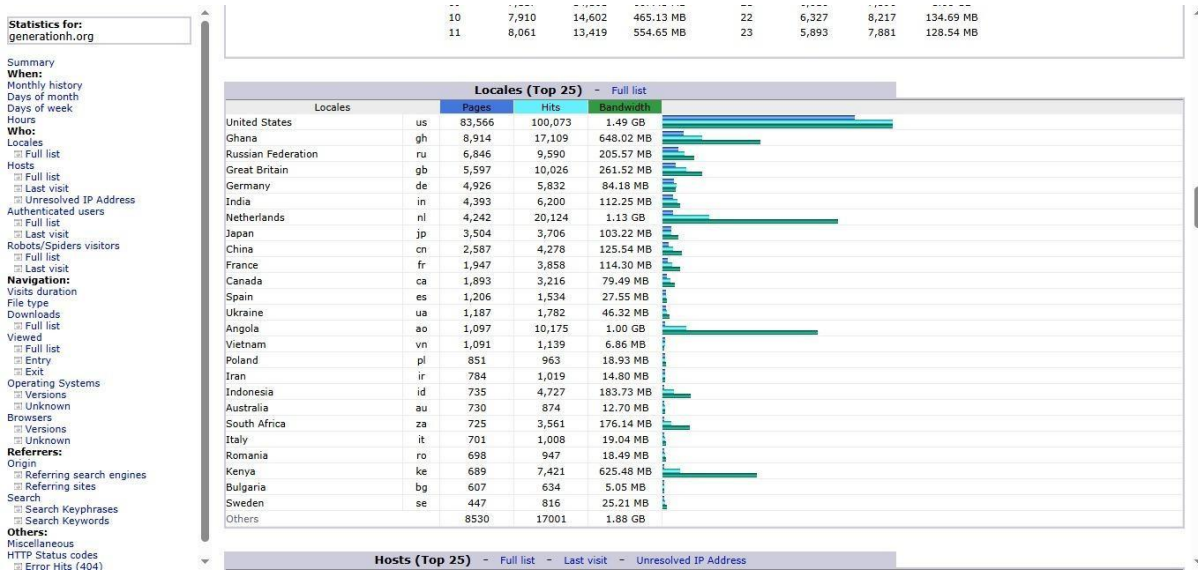 Statistics for:
generationh.org
Summary
When:
Monthly history
Days of month
Days of week
Hours
Who:
Locales
Full list
Hosts
Full list
Last visit
Unresolved IP Address
Authenticated users
Full list
Last visit
Robots/Spiders visitors
Full list
Last visit
Navigation:
Visits duration
File type
Downloads
Full list
Viewed
Full list
Entry
Exit
Operating Systems
Versions
Unknown
Browsers
Versions
Unknown
Referrers:
Origin
Referring search engines
Referring sites
Search
Search Keyphrases
Search Keywords
Others:
Miscellaneous
HTTP Status codes
Error Hits (404)
10 7,910 14,602 465.13 MB 22 6,327 8,217 134.69 MB
11 8,061 13,419 554.65 MB 23 5,893 7,881 128.54 MB
Locales (Top 25) - Full list
Locales Pages Hits Bandwidth
United States us 83,566 100,073 1.49 GB
Ghana gh 8,914 17,109 648.02 MB
Russian Federation ru 6,846 9,590 205.57 MB
Great Britain gb 5,597 10,026 261.52 MB
Germany de 4,926 5,832 84.18 MB
India in 4,393 6,200 112.25 MB
Netherlands nl 4,242 20,124 1.13 GB
Japan jp 3,504 3,706 103.22 MB
China cn 2,587 4,278 125.54 MB
France fr 1,947 3,858 114.30 MB
Canada ca 1,893 3,216 79.49 MB
Spain es 1,206 1,534 27.55 MB
Ukraine ua 1,187 1,782 46.32 MB
Angola ao 1,097 10,175 1.00 GB
Vietnam vn 1,091 1,139 6.86 MB
Poland pl 851 963 18.93 MB
Iran ir 784 1,019 14.80 MB
Indonesia id 735 4,727 183.73 MB
Australia au 730 874 12.70 MB
South Africa za 725 3,561 176.14 MB
Italy it 701 1,008 19.04 MB
Romania ro 698 947 18.49 MB
Kenya ke 689 7,421 625.48 MB
Bulgaria bg 607 634 5.05 MB
Sweden se 447 816 25.21 MB
Others 8530 17001 1.88 GB
Hosts (Top 25) - Full list - Last visit - Unresolved IP Address